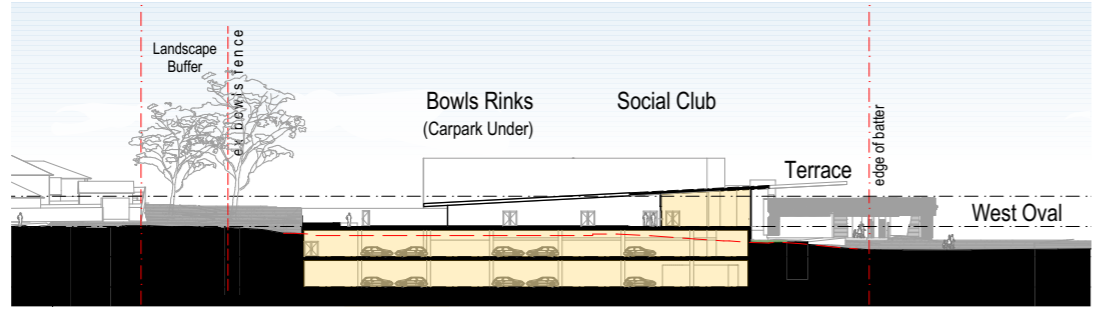 Landscape
Buffer
ex bowls fence
Bowls Rinks
(Carpark Under)
Social Club
Terrace
edge of batter
West Oval